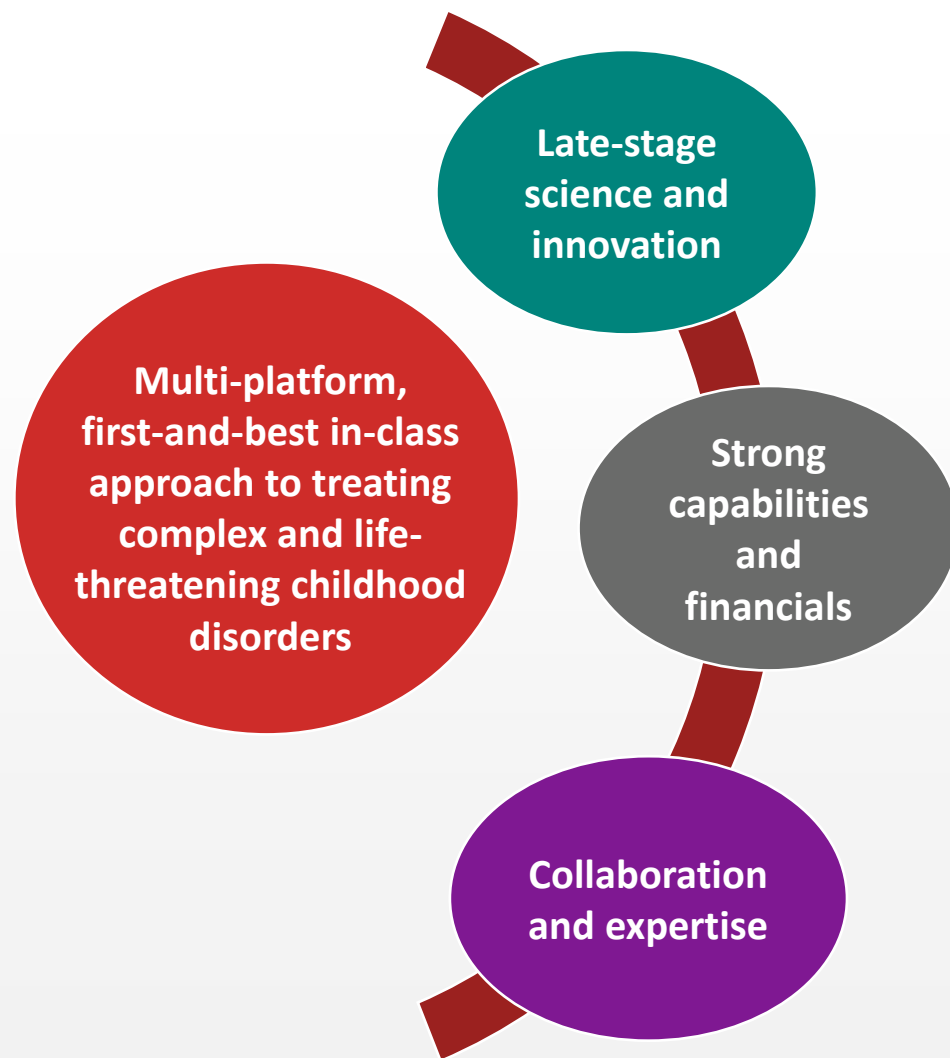 Late-stage
science and
innovation
Multi-platform,
first-and-best in-class
approach to treating
complex and life-
threatening childhood
disorders
Strong
capabilities
and
financials
Collaboration
and expertise